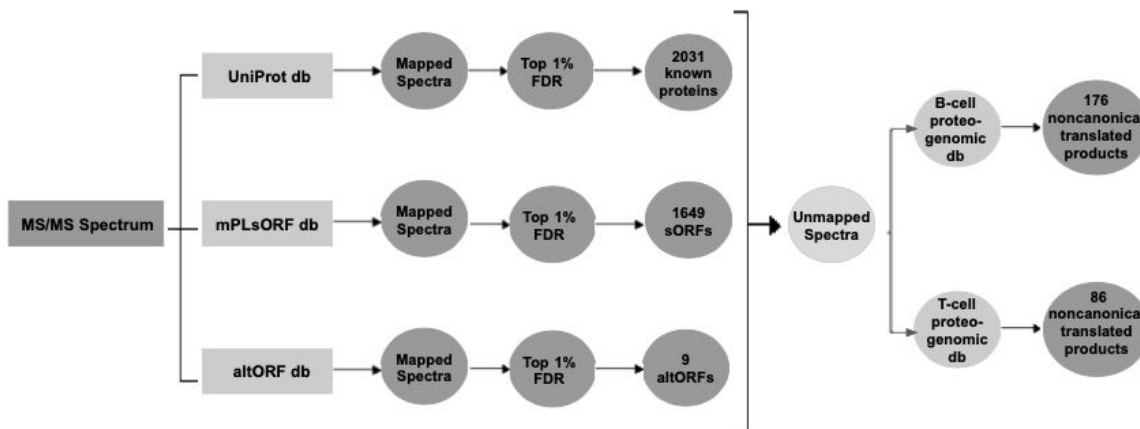 MS/MS Spectrum
UniProt db
Mapped
Spectra
Top 1%
FDR
2031
known
proteins
mPLsORF db
Mapped
Spectra
Top 1%
FDR
1649
sORFs
altORF db
Mapped
Spectra
Top 1%
FDR
9
altORFs
Unmapped
Spectra
B-cell
proteo-
genomic
db
176
noncanonical
translated
products
T-cell
proteo-
genomic
db
86
noncanonical
translated
products